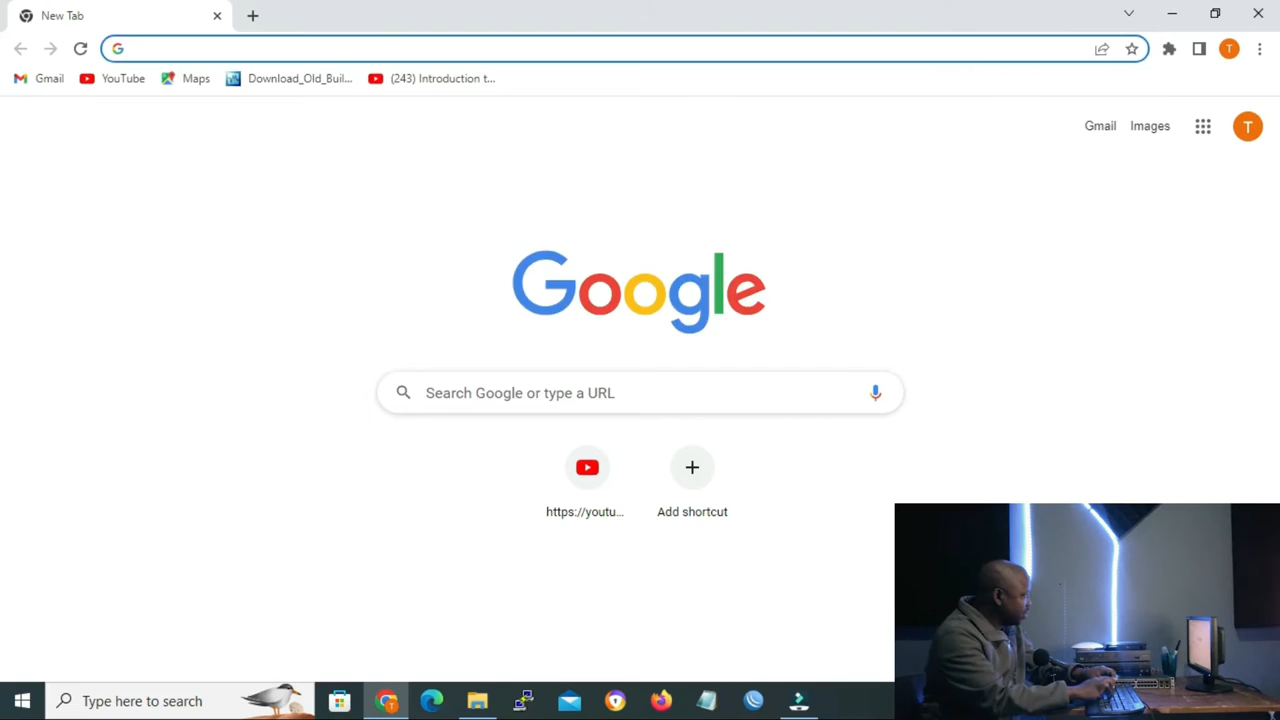 New Tab
Gmail
YouTube
Maps
Download_Old_Buil...
(243) Introduction t...
T
Gmail
Images
T
Google
Search Google or type a URL
https://youtu...
Add shortcut
Type here to search
T